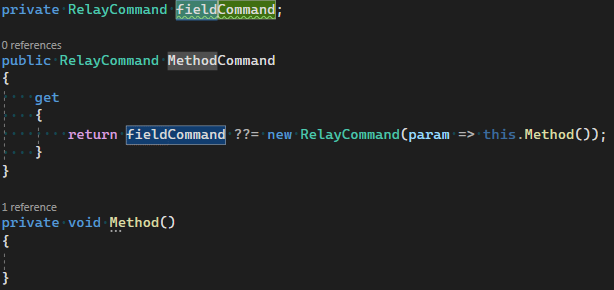 private RelayCommand fieldCommand;
0 references
public RelayCommand MethodCommand
{
get
{
return fieldCommand ??= new RelayCommand(param => this.Method());
}
}
1 reference
private void Method()
{
}